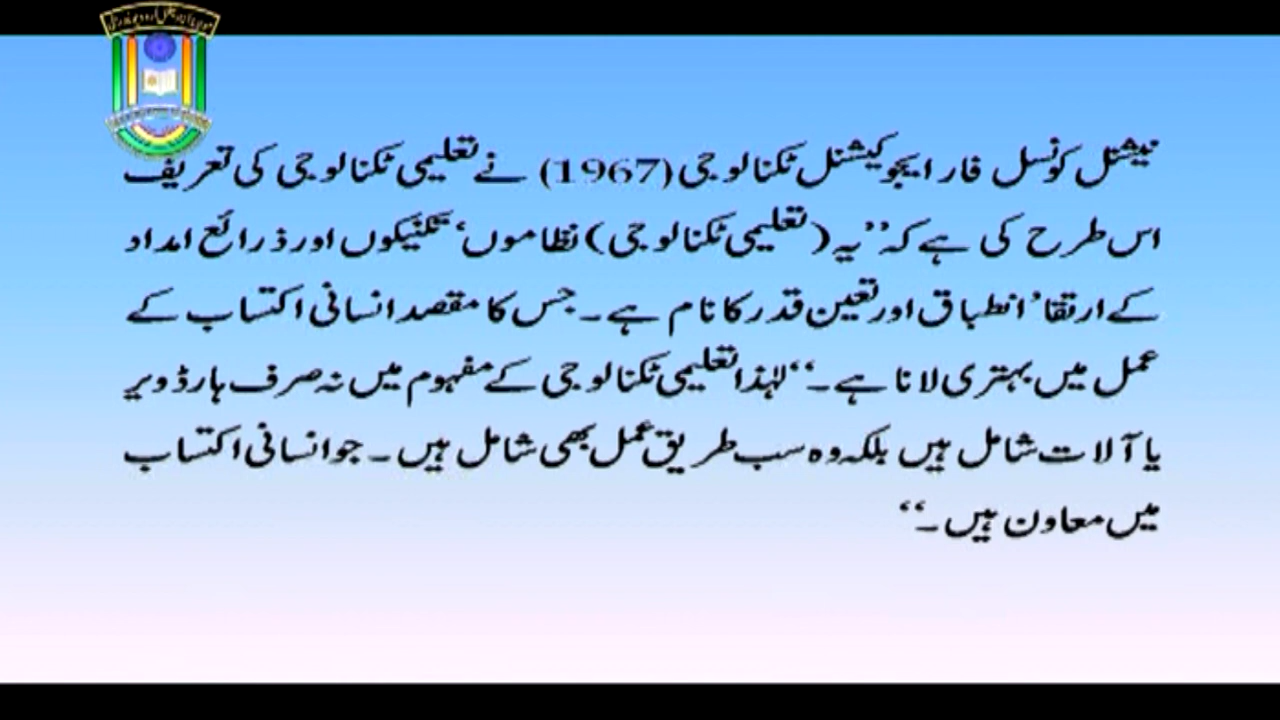 نیشنل کونسل فار ایجوکیشنل ٹکنالوجی (1967) نے تعلیمی ٹکنالوجی کی تعریف
اس طرح کی ہے کہ ’’یہ (تعلیمی ٹکنالوجی) نظاموں‘ تکنیکوں اور ذرائع امداد
کے ارتقا‘ انطباق اور تعین قدر کا نام ہے۔ جس کا مقصد انسانی اکتساب کے
عمل میں بہتری لانا ہے۔‘‘ لہٰذا تعلیمی ٹکنالوجی کے مفہوم میں نہ صرف ہارڈویر
یا آلات شامل ہیں بلکہ وہ سب طریق عمل بھی شامل ہیں۔ جو انسانی اکتساب
میں معاون ہیں۔‘‘